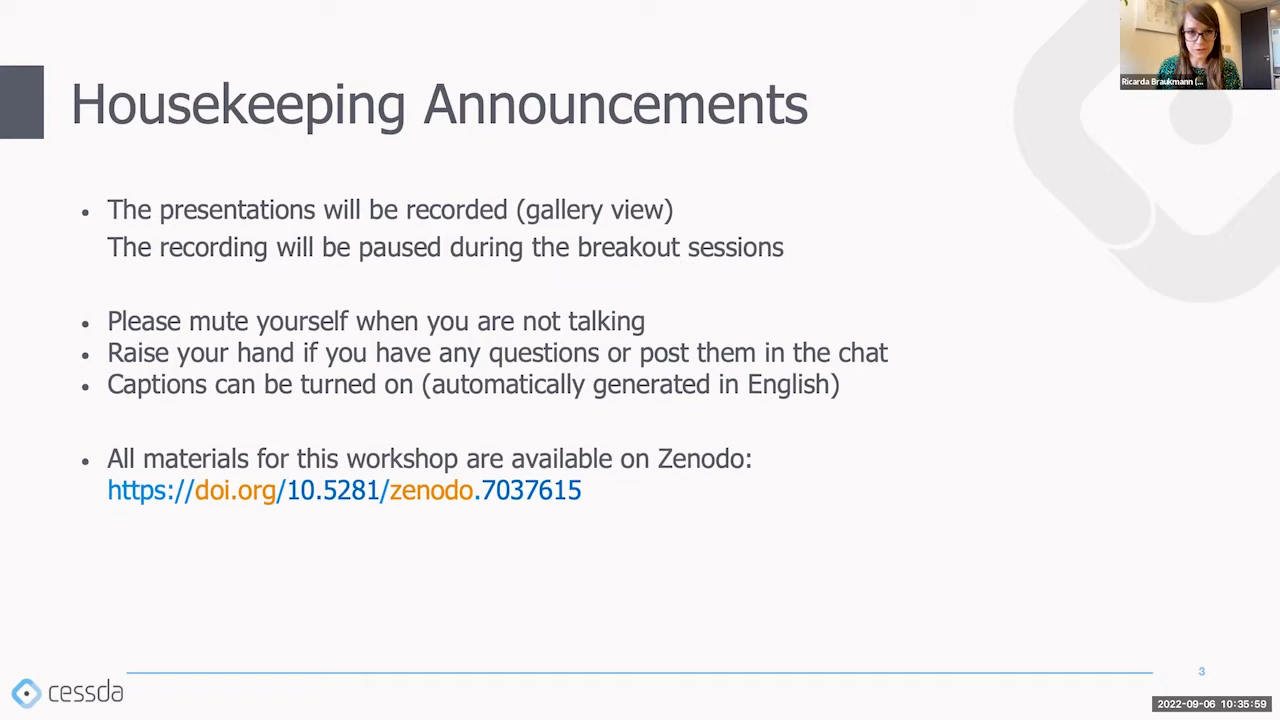 Ricarda Braukmann (...
Housekeeping Announcements
• The presentations will be recorded (gallery view)
The recording will be paused during the breakout sessions
• Please mute yourself when you are not talking
• Raise your hand if you have any questions or post them in the chat
• Captions can be turned on (automatically generated in English)
• All materials for this workshop are available on Zenodo:
https://doi.org/10.5281/zenodo.7037615
3
cessda
2022-09-06 10:35:59